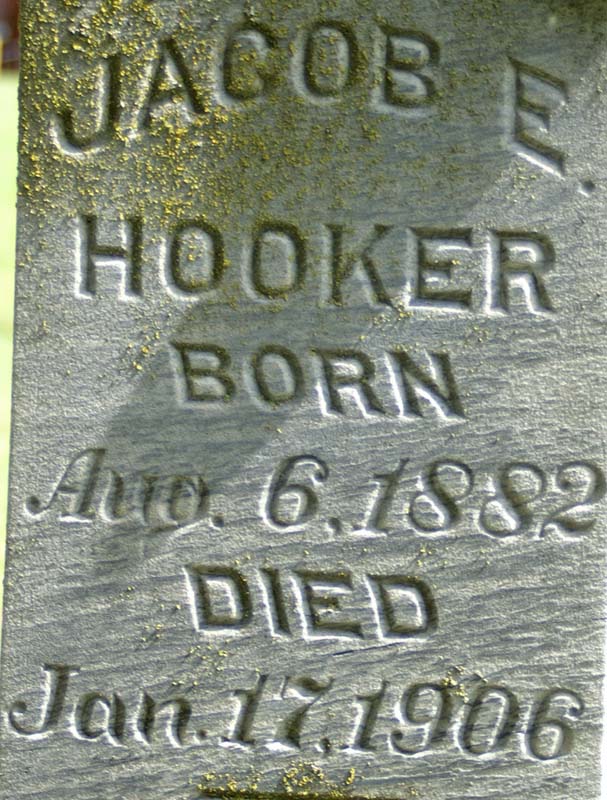 JACOB E.
HOOKER
BORN
Aug. 6, 1882
DIED
Jan. 17, 1906